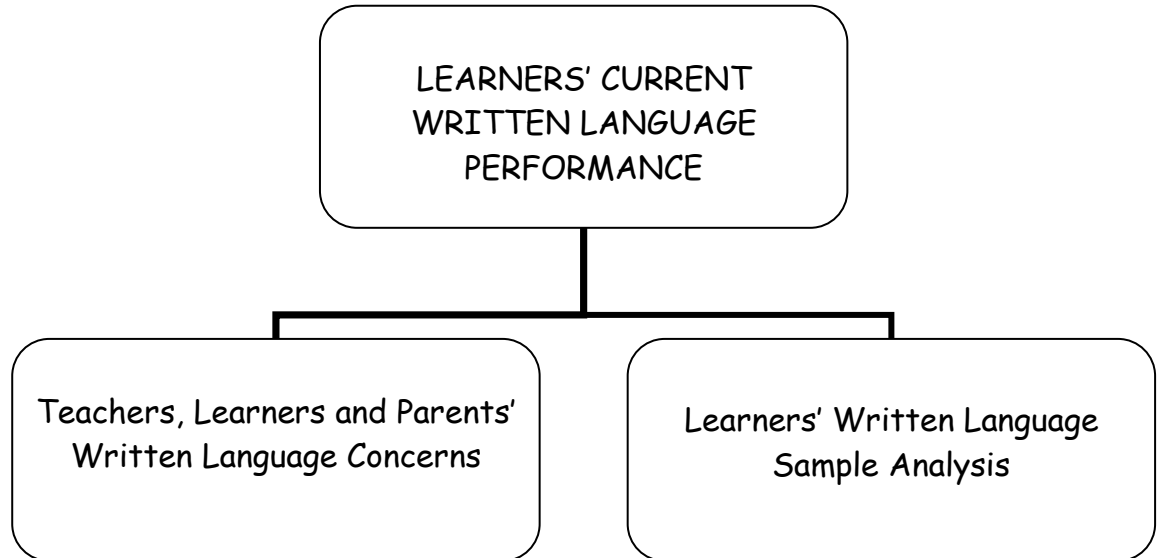 LEARNERS’ CURRENT
WRITTEN LANGUAGE
PERFORMANCE
Teachers, Learners and Parents’
Written Language Concerns
Learners’ Written Language
Sample Analysis